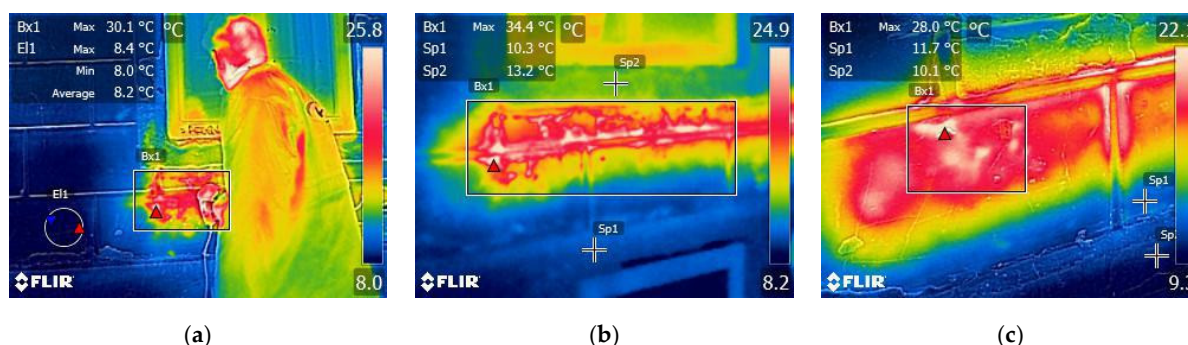 Bx1 Max 30.1 °C °C 25.8
El1 Max 8.4 °C
Min 8.0 °C
Average 8.2 °C
Bx1
El1
FLIR 8.0
Bx1 Max 34.4 °C °C 24.9
Sp1 10.3 °C
Sp2 13.2 °C
Sp2
Bx1
Sp1
FLIR 8.2
Bx1 Max 28.0 °C °C
Sp1 11.7 °C
Sp2 10.1 °C
Bx1
Sp1
FLIR
(a) (b) (c)